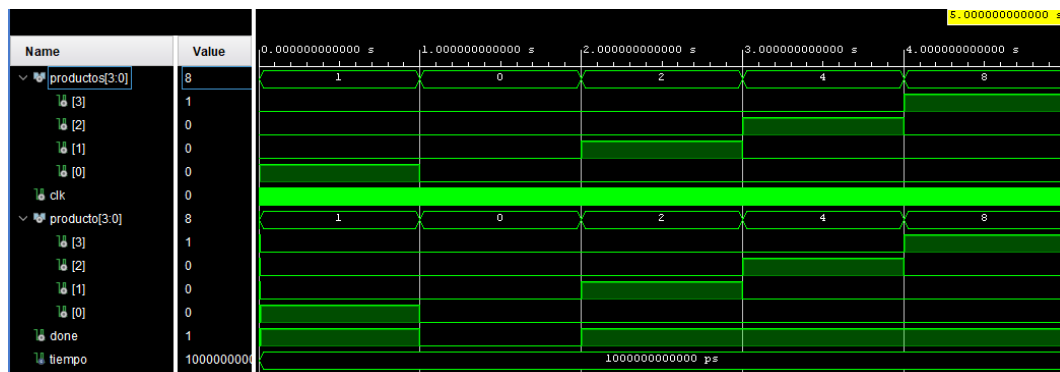 5.000000000000 s
Name Value 0.000000000000 s 1.000000000000 s 2.000000000000 s 3.000000000000 s 4.000000000000 s
productos[3:0] 8 1 0 2 4 8
[3] 1
[2] 0
[1] 0
[0] 0
clk 0
producto[3:0] 8 1 0 2 4 8
[3] 1
[2] 0
[1] 0
[0] 0
done 1
tiempo 1000000000 1000000000000 ps